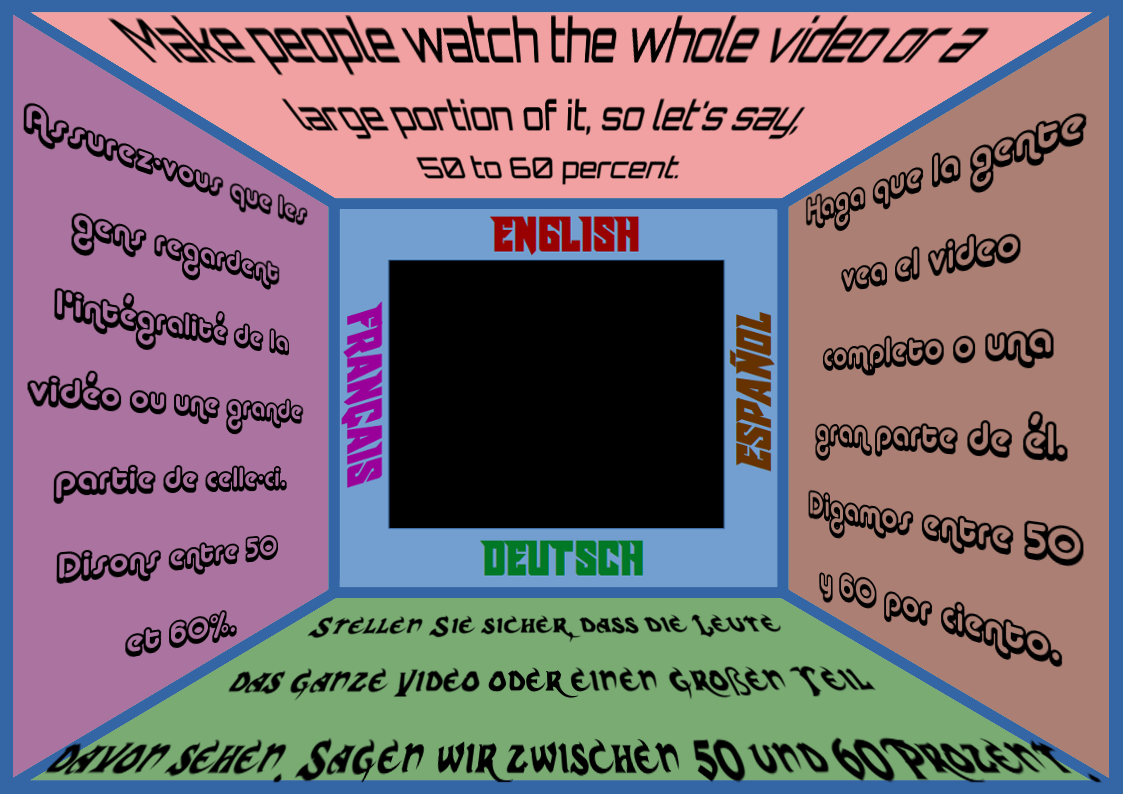 Make people watch the whole video or a
large portion of it, so let's say,
50 to 60 percent.
Assurez-vous que les
gens regardent
l'intégralité de la
vidéo ou une grande
partie de celle-ci.
Disons entre 50
et 60%.
ENGLISH
FRANÇAIS
ESPAÑOL
DEUTSCH
Haga que la gente
vea el video
completo o una
gran parte de él.
Digamos entre 50
y 60 por ciento.
Stellen Sie sicher, dass die Leute
das ganze Video oder einen großen Teil
davon sehen. Sagen wir zwischen 50 und 60 Prozent.